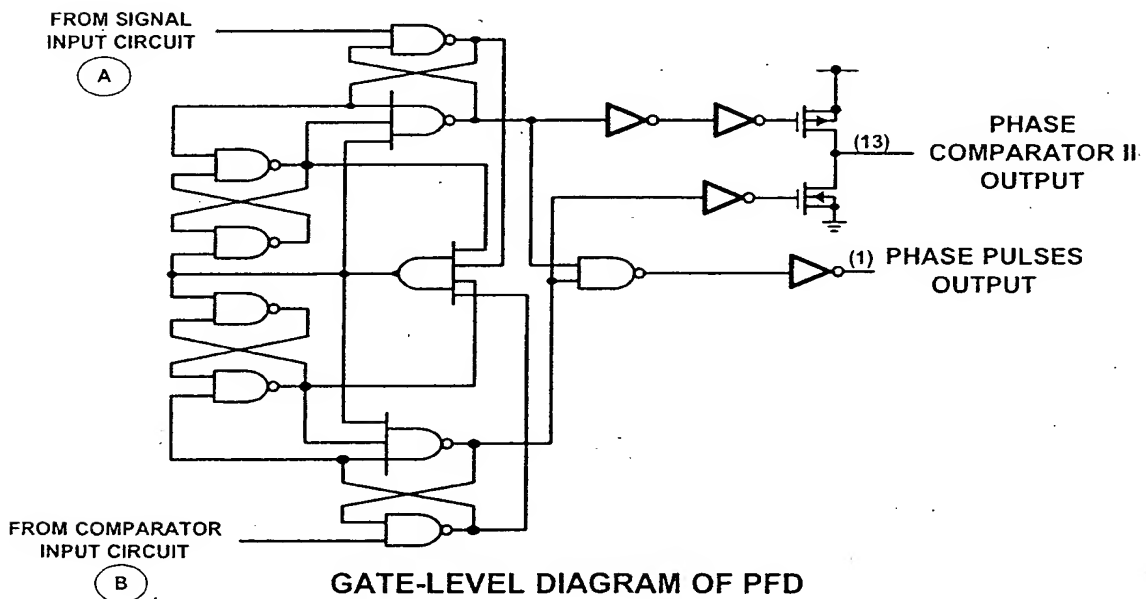 FROM SIGNAL
INPUT CIRCUIT
A
(13)
PHASE
COMPARATOR II
OUTPUT
(1)
PHASE PULSES
OUTPUT
FROM COMPARATOR
INPUT CIRCUIT
B
GATE-LEVEL DIAGRAM OF PFD